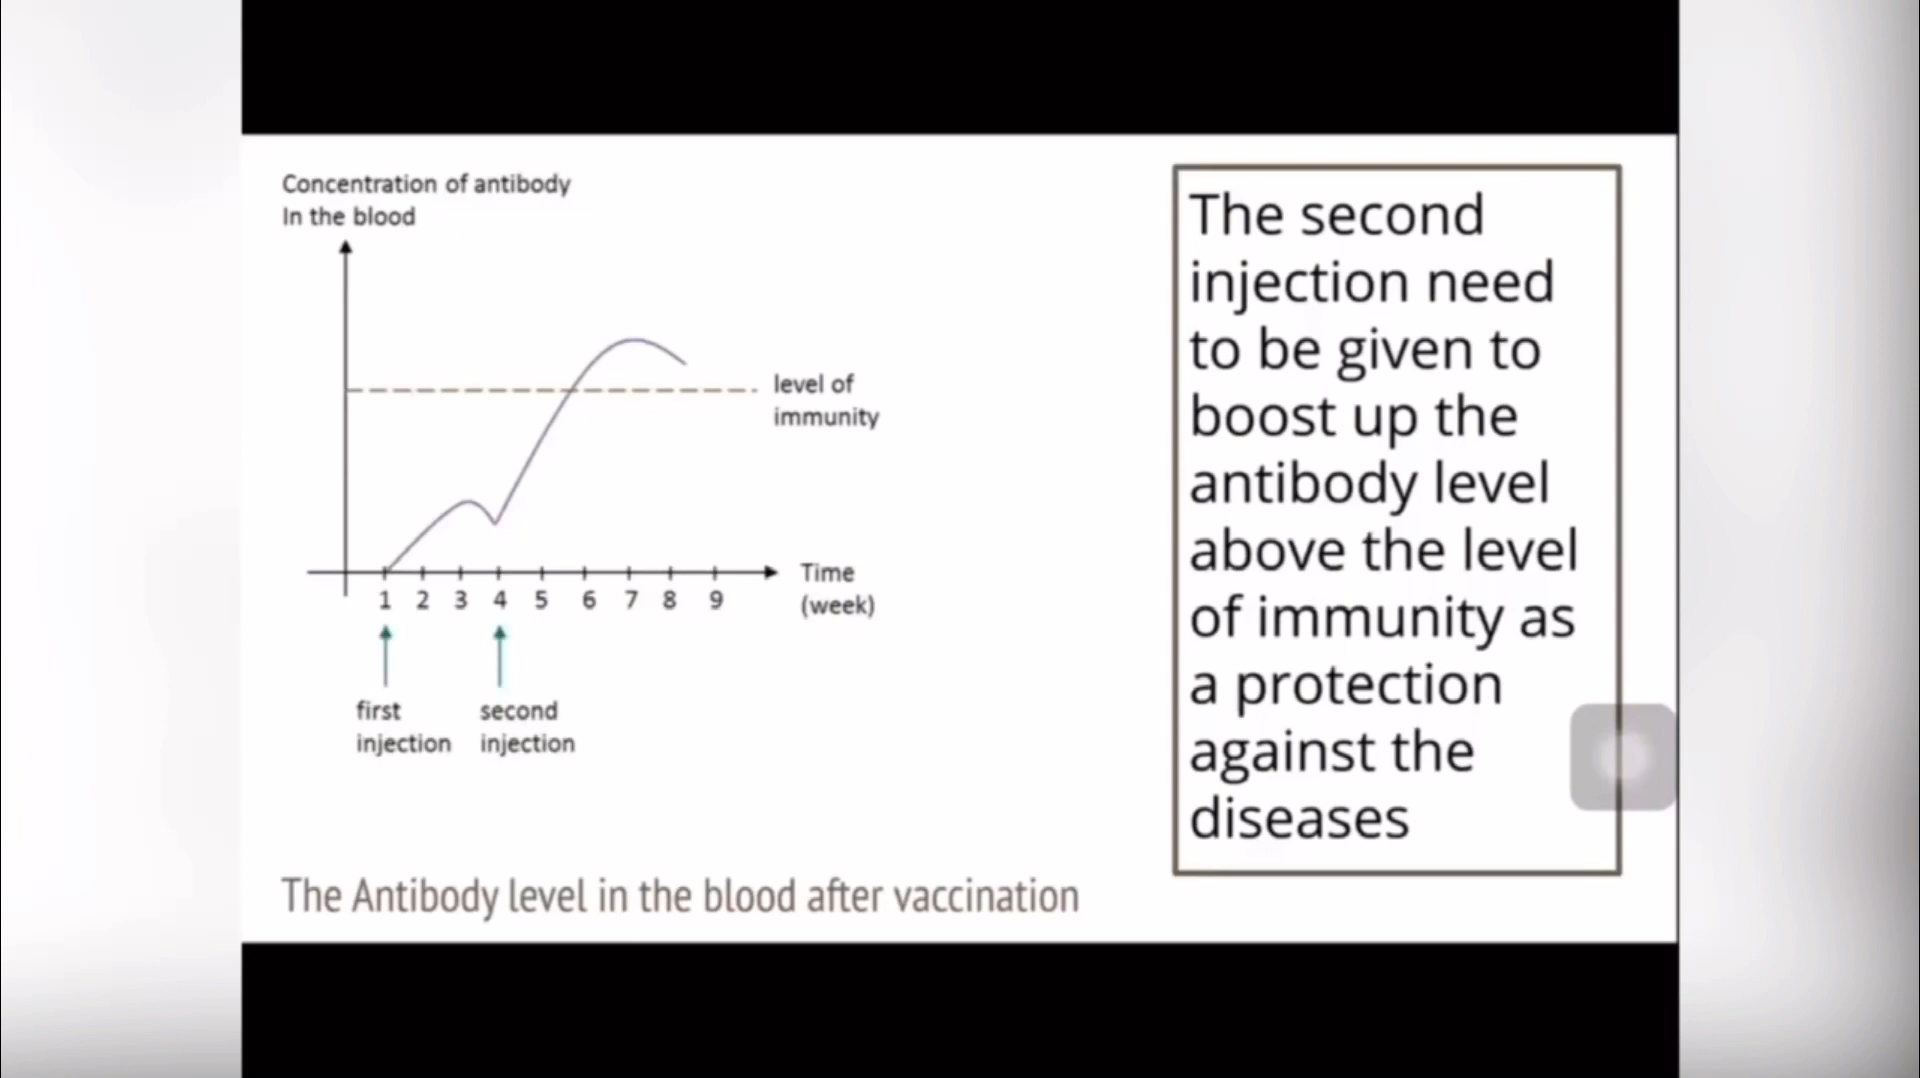 Concentration of antibody
In the blood
level of
immunity
Time
(week)
1 2 3 4 5 6 7 8 9
first
injection
second
injection
The Antibody level in the blood after vaccination
The second
injection need
to be given to
boost up the
antibody level
above the level
of immunity as
a protection
against the
diseases